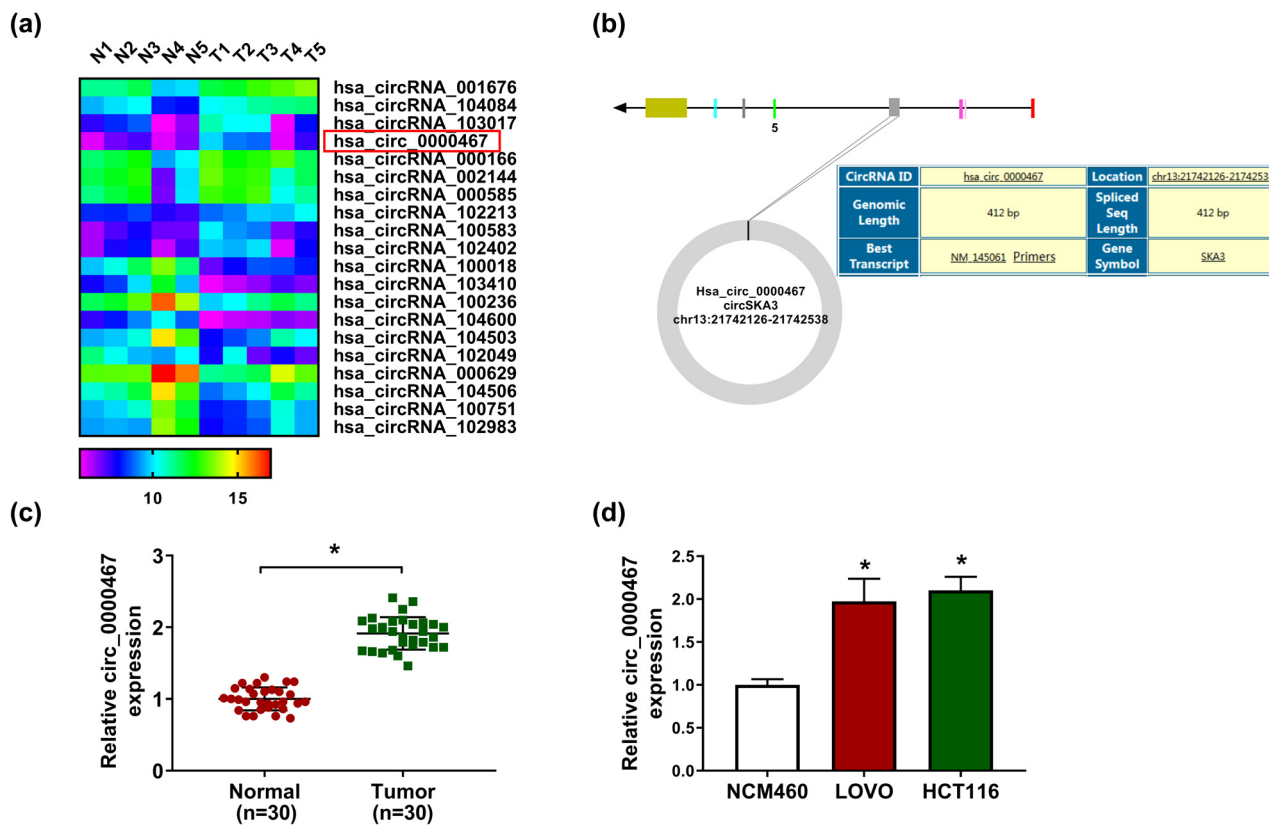 (a)
N1 N2 N3 N4 N5 T1 T2 T3 T4 T5
hsa_circRNA_001676
hsa_circRNA_104084
hsa_circRNA_103017
hsa_circ_0000467
hsa_circRNA_000166
hsa_circRNA_002144
hsa_circRNA_000585
hsa_circRNA_102213
hsa_circRNA_100583
hsa_circRNA_102402
hsa_circRNA_100018
hsa_circRNA_103410
hsa_circRNA_100236
hsa_circRNA_104600
hsa_circRNA_104503
hsa_circRNA_102049
hsa_circRNA_000629
hsa_circRNA_104506
hsa_circRNA_100751
hsa_circRNA_102983
10 15
(b)
5
CircRNA ID hsa_circ_0000467 Location chr13:21742126-2174253
Genomic
Length
412 bp
Spliced
Seq
Length
412 bp
Best
Transcript
NM_145061 Primers
Gene
Symbol
SKA3
Hsa_circ_0000467
circSKA3
chr13:21742126-21742538
(c)
Relative circ_0000467
expression
3
2
1
0
*
Normal
(n=30)
Tumor
(n=30)
(d)
Relative circ_0000467
expression
2.5
2.0
1.5
1.0
0.5
0.0
* *
NCM460 LOVO HCT116